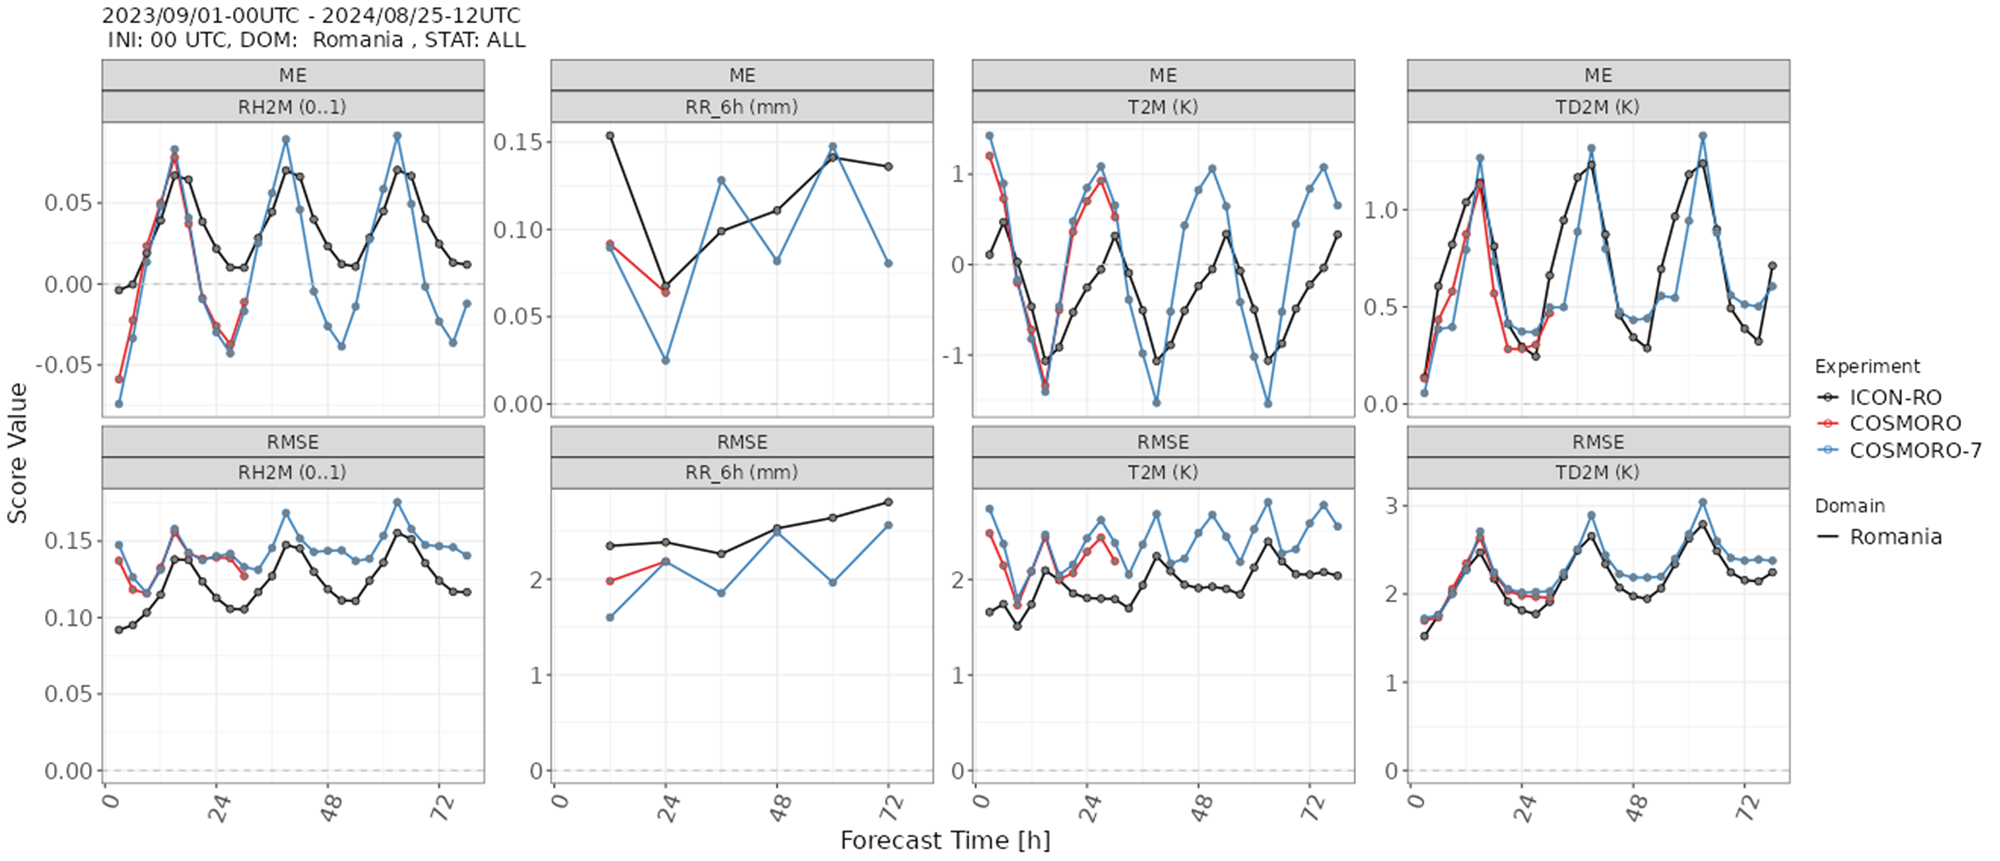 2023/09/01-00UTC - 2024/08/25-12UTC
INI: 00 UTC, DOM:  Romania , STAT: ALL
ME
ME
ME
ME
RH2M (0..1)
RR_6h (mm)
T2M (K)
TD2M (K)
0.05
0.00
-0.05
0.15
0.10
0.05
0.00
1
0
-1
1.0
0.5
0.0
RMSE
RMSE
RMSE
RMSE
RH2M (0..1)
RR_6h (mm)
T2M (K)
TD2M (K)
0.15
0.10
0.05
0.00
2
1
0
2
1
0
3
2
1
0
0
24
48
72
0
24
48
72
0
24
48
72
0
24
48
72
Score Value
Forecast Time [h]
Experiment
ICON-RO
COSMORO
COSMORO-7
Domain
Romania